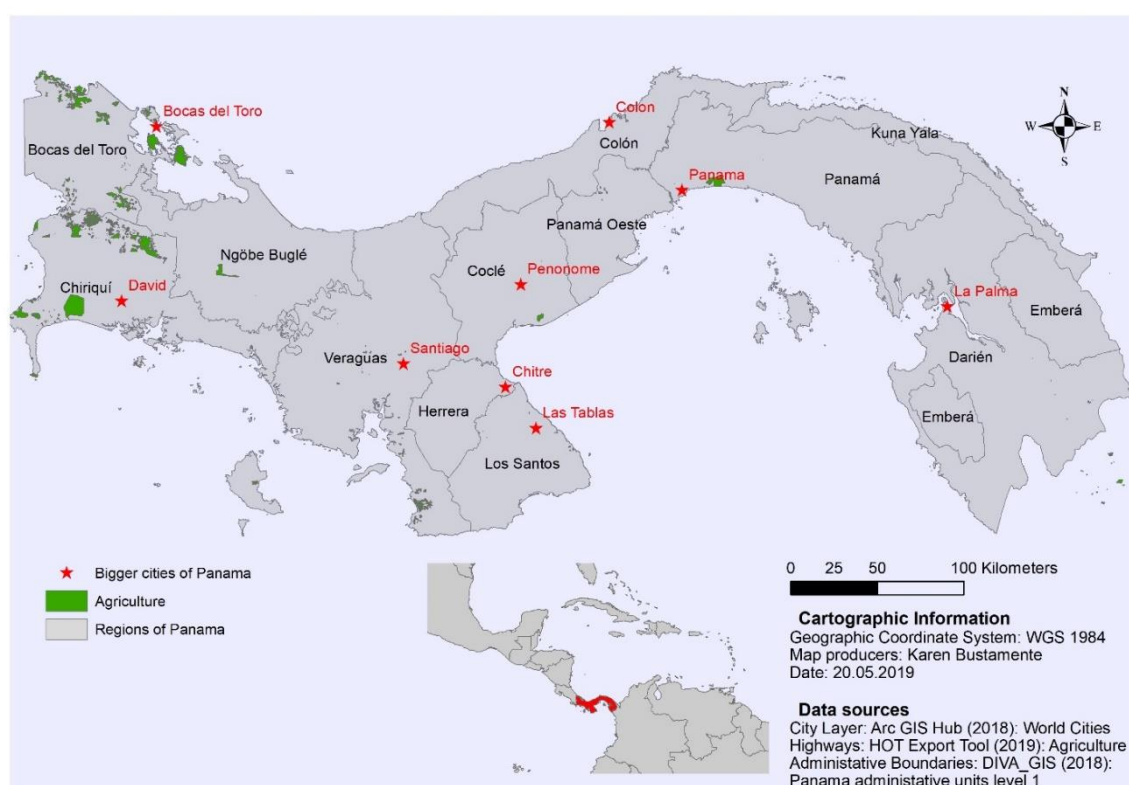 N
W E
S
Bocas del Toro
Colon
Kuna Yala
Colón
Bocas del Toro
Panama
Panamá
Panamá Oeste
Ngöbe Buglé
Coclé
Penonome
Chiriquí
David
La Palma
Emberá
Veraguas
Santiago
Darién
Chitre
Herrera
Las Tablas
Emberá
Los Santos
Bigger cities of Panama
Agriculture
Regions of Panama
0 25 50 100 Kilometers
Cartographic Information
Geographic Coordinate System: WGS 1984
Map producers: Karen Bustamente
Date: 20.05.2019
Data sources
City Layer: Arc GIS Hub (2018): World Cities
Highways: HOT Export Tool (2019): Agriculture
Administative Boundaries: DIVA_GIS (2018):
Panama administative units level 1